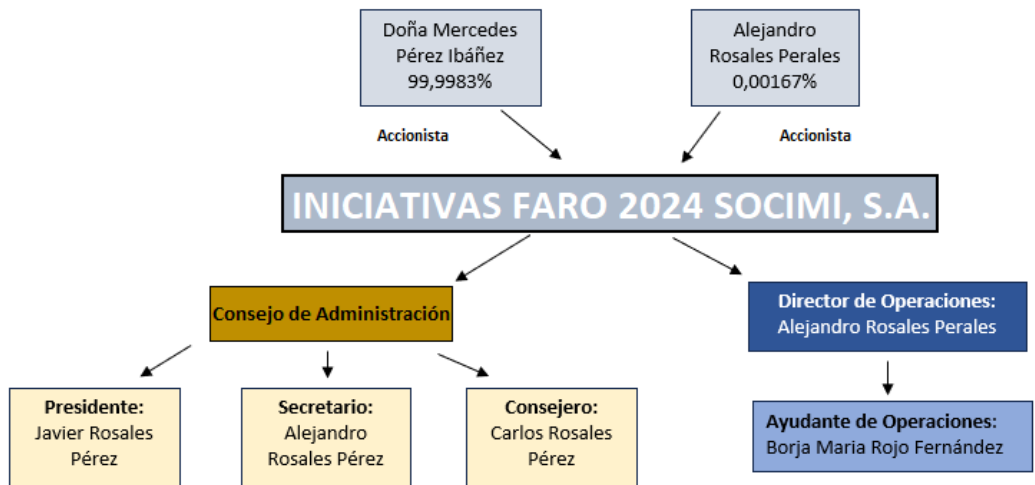 Doña Mercedes
Pérez Ibáñez
99,9983%
Alejandro
Rosales Perales
0,00167%
Accionista
Accionista
INICIATIVAS FARO 2024 SOCIMI, S.A.
Consejo de Administración
Director de Operaciones:
Alejandro Rosales Perales
Presidente:
Javier Rosales
Pérez
Secretario:
Alejandro
Rosales Pérez
Consejero:
Carlos Rosales
Pérez
Ayudante de Operaciones:
Borja Maria Rojo Fernández